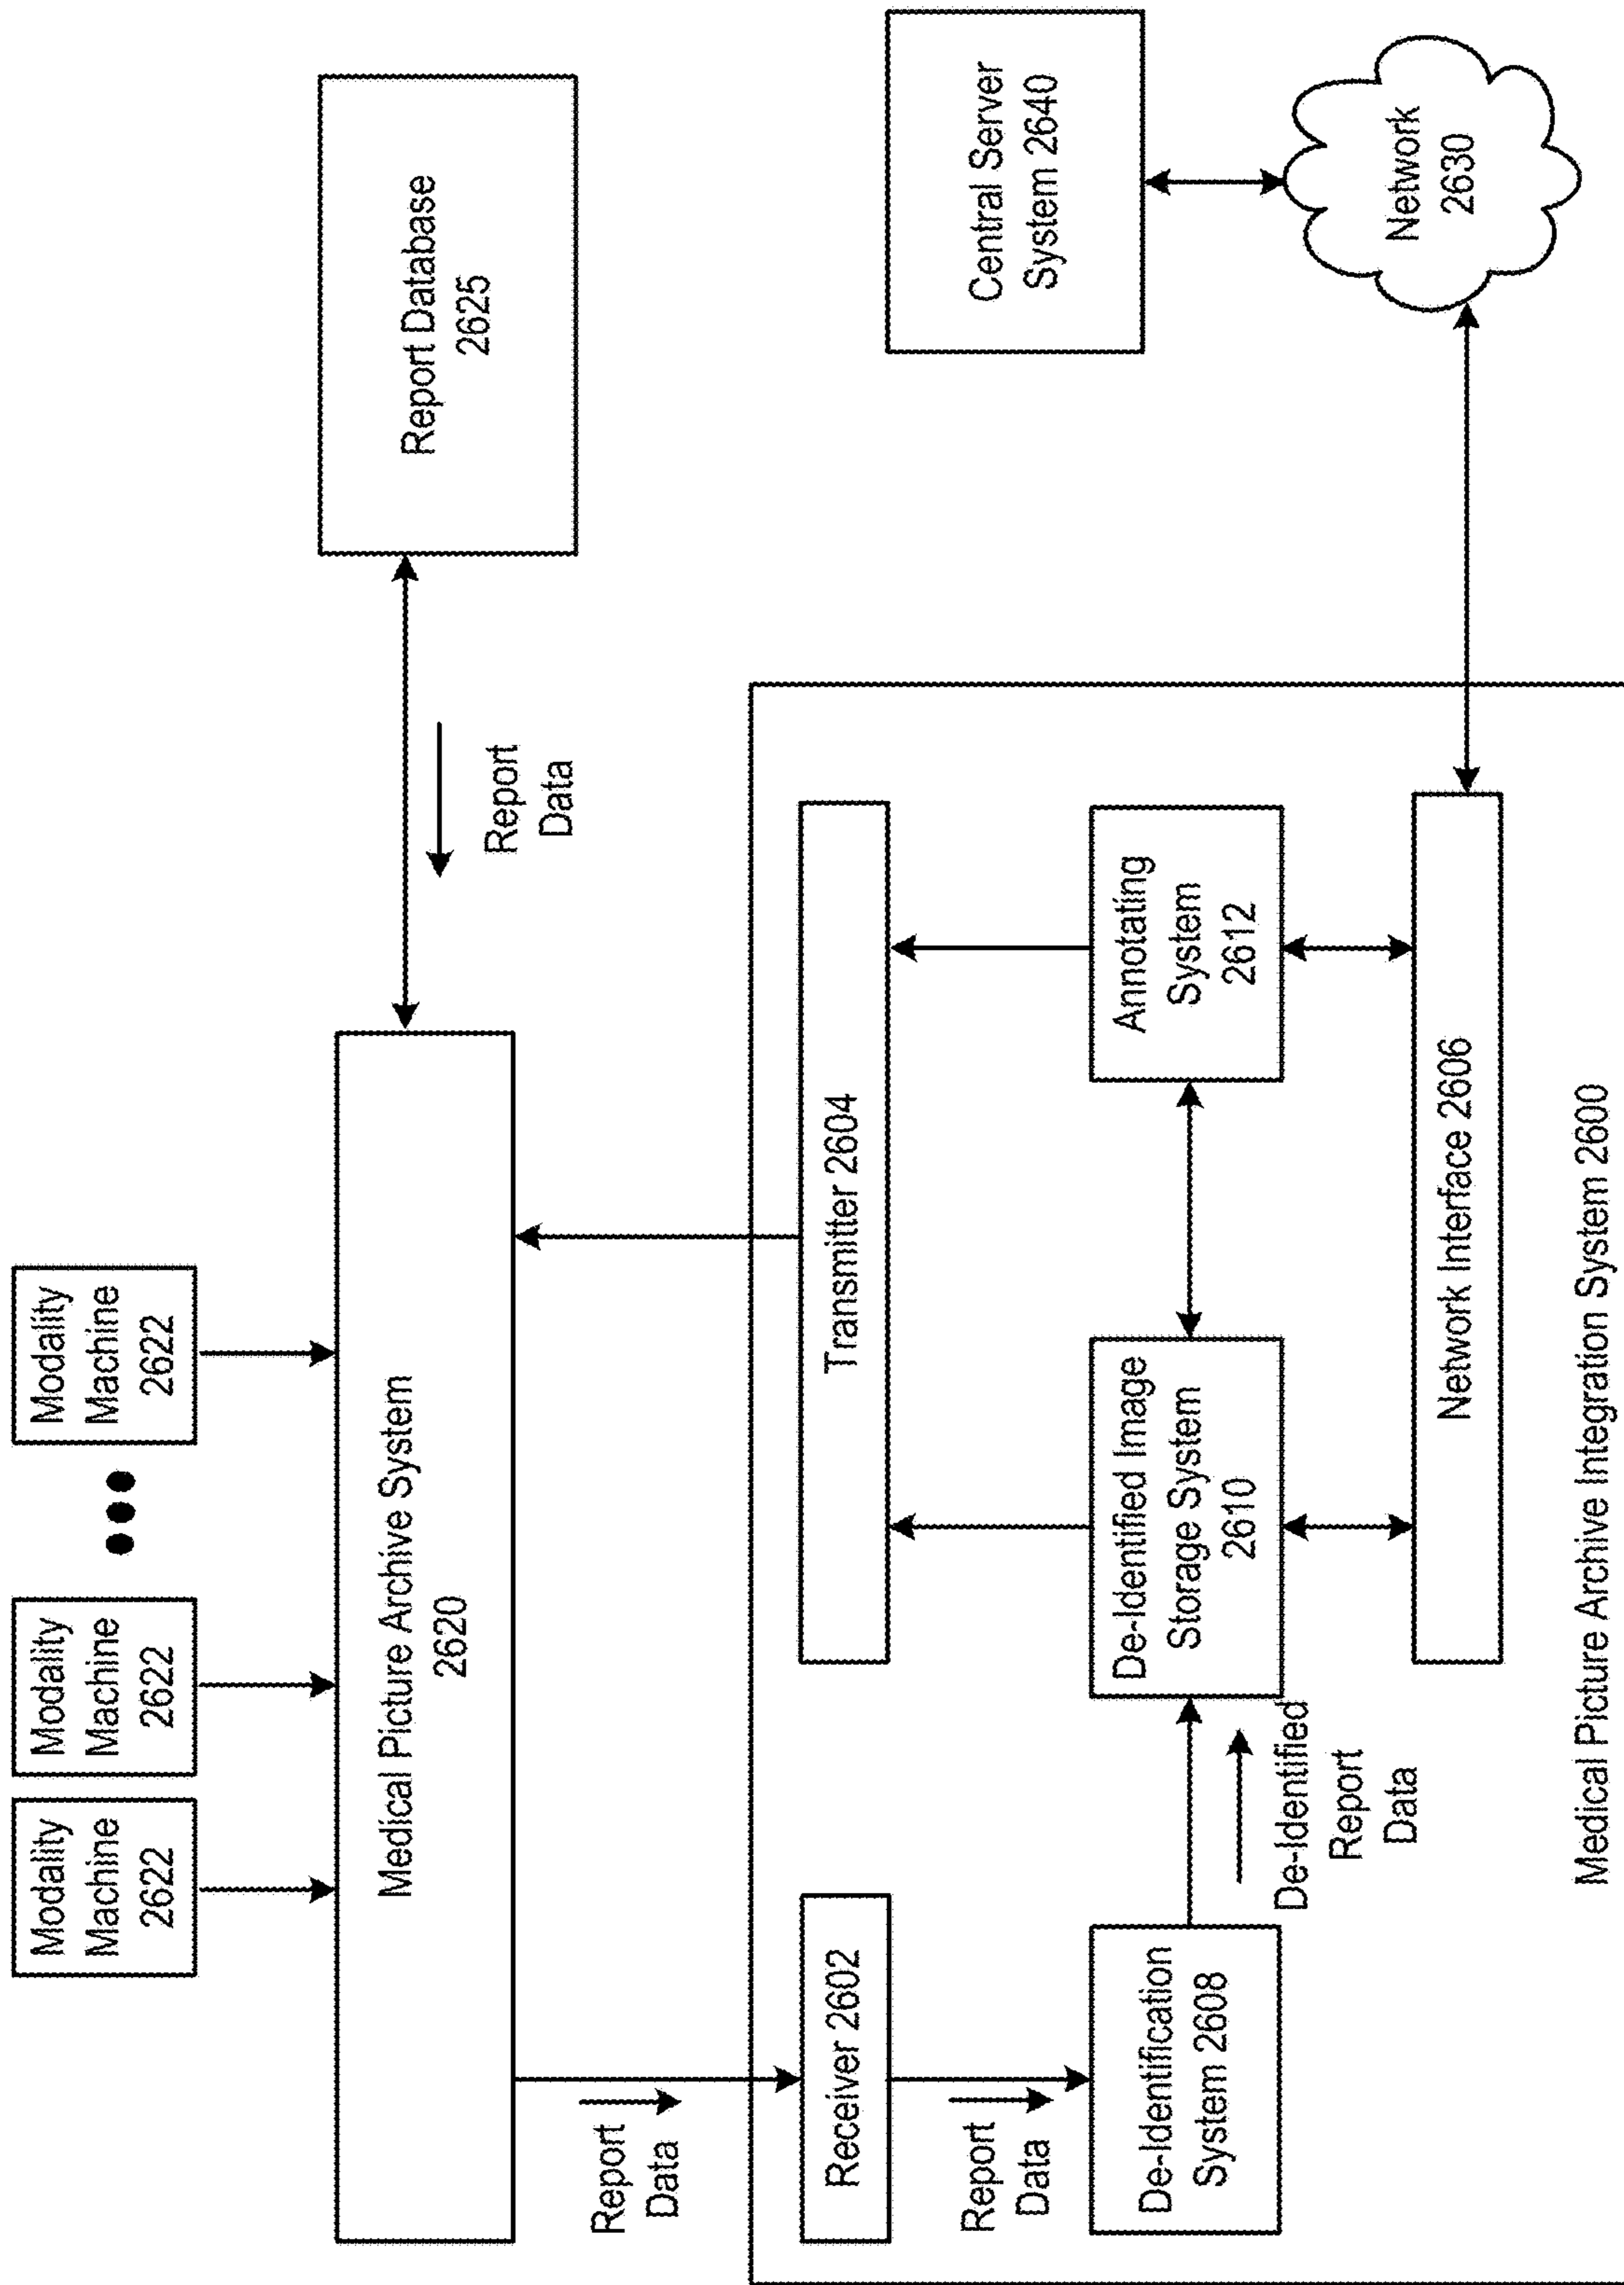 Modality
Machine
2622
Modality
Machine
2622
Modality
Machine
2622
Medical Picture Archive System
2620
Report Database
2625
Report
Data
Report
Data
Receiver 2602
Transmitter 2604
Report
Data
De-Identification
System 2608
De-Identified
Report
Data
De-Identified Image
Storage System
2610
Annotating
System
2612
Network Interface 2606
Medical Picture Archive Integration System 2600
Central Server
System 2640
Network
2630